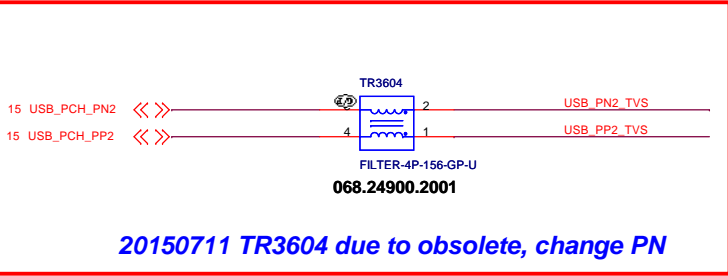 TR3604
15 USB_PCH_PN2 2 USB_PN2_TVS
15 USB_PCH_PP2 4 1 USB_PP2_TVS
FILTER-4P-156-GP-U
068.24900.2001
20150711 TR3604 due to obsolete, change PN